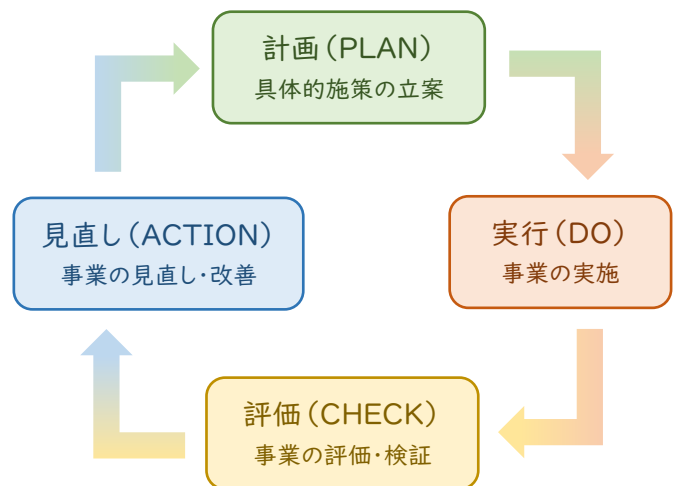 計画(PLAN)
具体的施策の立案
実行(DO)
事業の実施
評価(CHECK)
事業の評価・検証
見直し(ACTION)
事業の見直し・改善